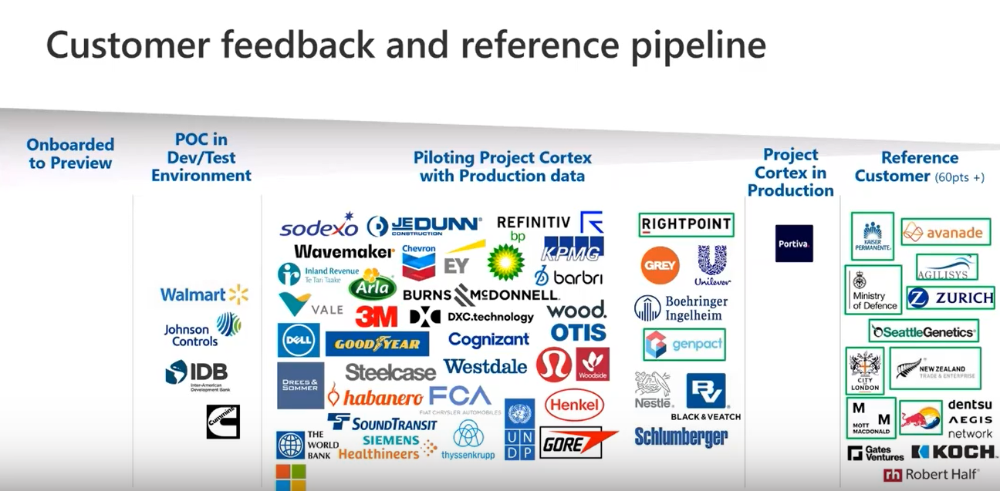 Customer feedback and reference pipeline
Onboarded
to Preview
POC in
Dev/Test
Environment
Piloting Project Cortex
with Production data
Project
Cortex in
Production
Reference
Customer (60pts +)
Walmart
Johnson
Controls
IDB
Inter-American
Development Bank
Cummins
sodexo
JE DUNN
CONSTRUCTION
REFINITIV
Wavemaker
Chevron
EY
bp
KPMG
Inland Revenue
Te Tari Taake
Arla
barbri
VALE
BURNS McDONNELL
3M
DXC.technology
wood.
OTIS
DELL
GOODYEAR
Cognizant
DREES &
SOMMER
Steelcase
Westdale
Woodside
habanero
FCA
FIAT CHRYSLER AUTOMOBILES
Henkel
SOUNDTRANSIT
THE
WORLD
BANK
SIEMENS
Healthineers
thyssenkrupp
U N
D P
GORE
RIGHTPOINT
GREY
Unilever
Boehringer
Ingelheim
genpact
Nestlē
BV
BLACK & VEATCH
Schlumberger
Portiva
KAISER
PERMANENTE
avanade
AGILISYS
Ministry
of Defence
Z ZURICH
SeattleGenetics
CITY
OF
LONDON
NEW ZEALAND
TRADE & ENTERPRISE
M
M
MOTT
MACDONALD
dentsu
AEGIS
network
Gates
Ventures
KOCH
rh Robert Half